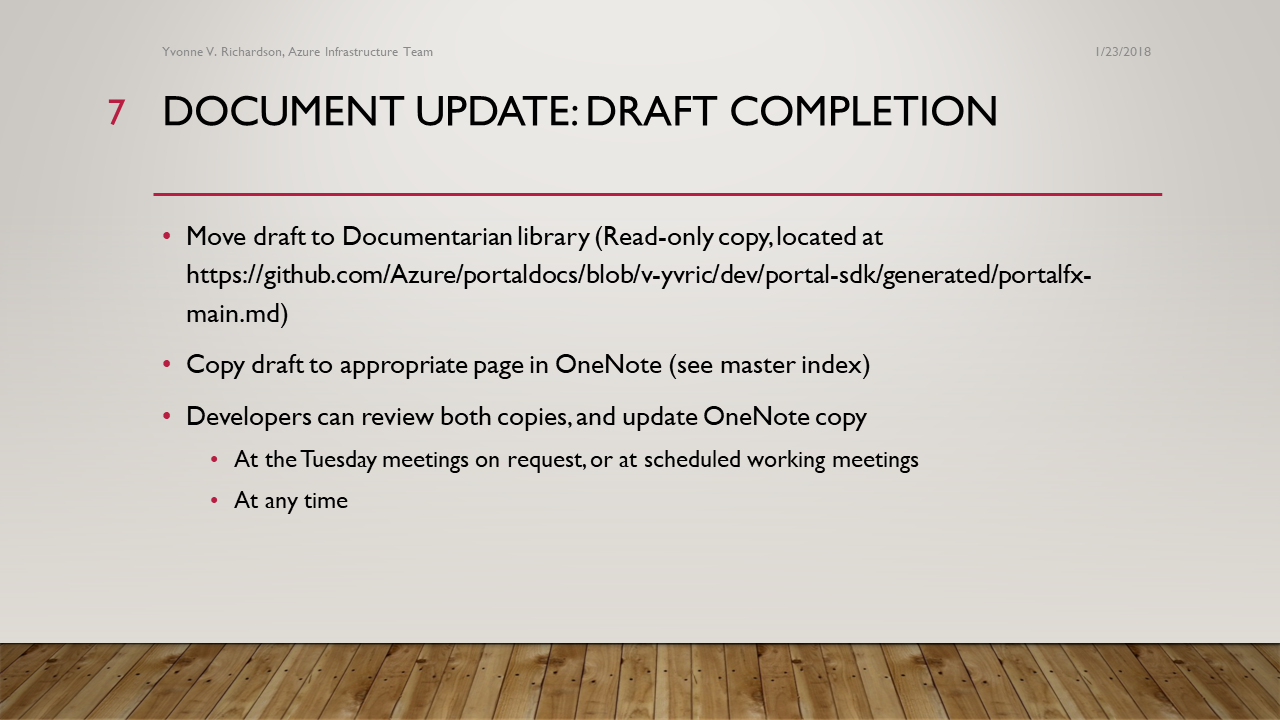 Yvonne V. Richardson, Azure Infrastructure Team
1/23/2018
7
DOCUMENT UPDATE: DRAFT COMPLETION
• Move draft to Documentarian library (Read-only copy, located at
https://github.com/Azure/portaldocs/blob/v-yvric/dev/portal-sdk/generated/portalfx-
main.md)
• Copy draft to appropriate page in OneNote (see master index)
• Developers can review both copies, and update OneNote copy
• At the Tuesday meetings on request, or at scheduled working meetings
• At any time